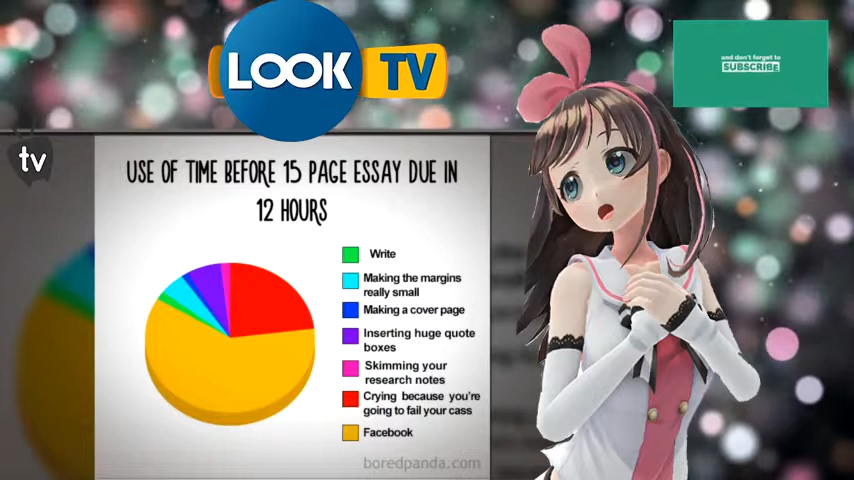 LOOK TV
and don't forget to
SUBSCRIBE
tv
USE OF TIME BEFORE 15 PAGE ESSAY DUE IN
12 HOURS
Write
Making the margins
really small
Making a cover page
Inserting huge quote
boxes
Skimming your
research notes
Crying because you're
going to fail your cass
Facebook
boredpanda.com